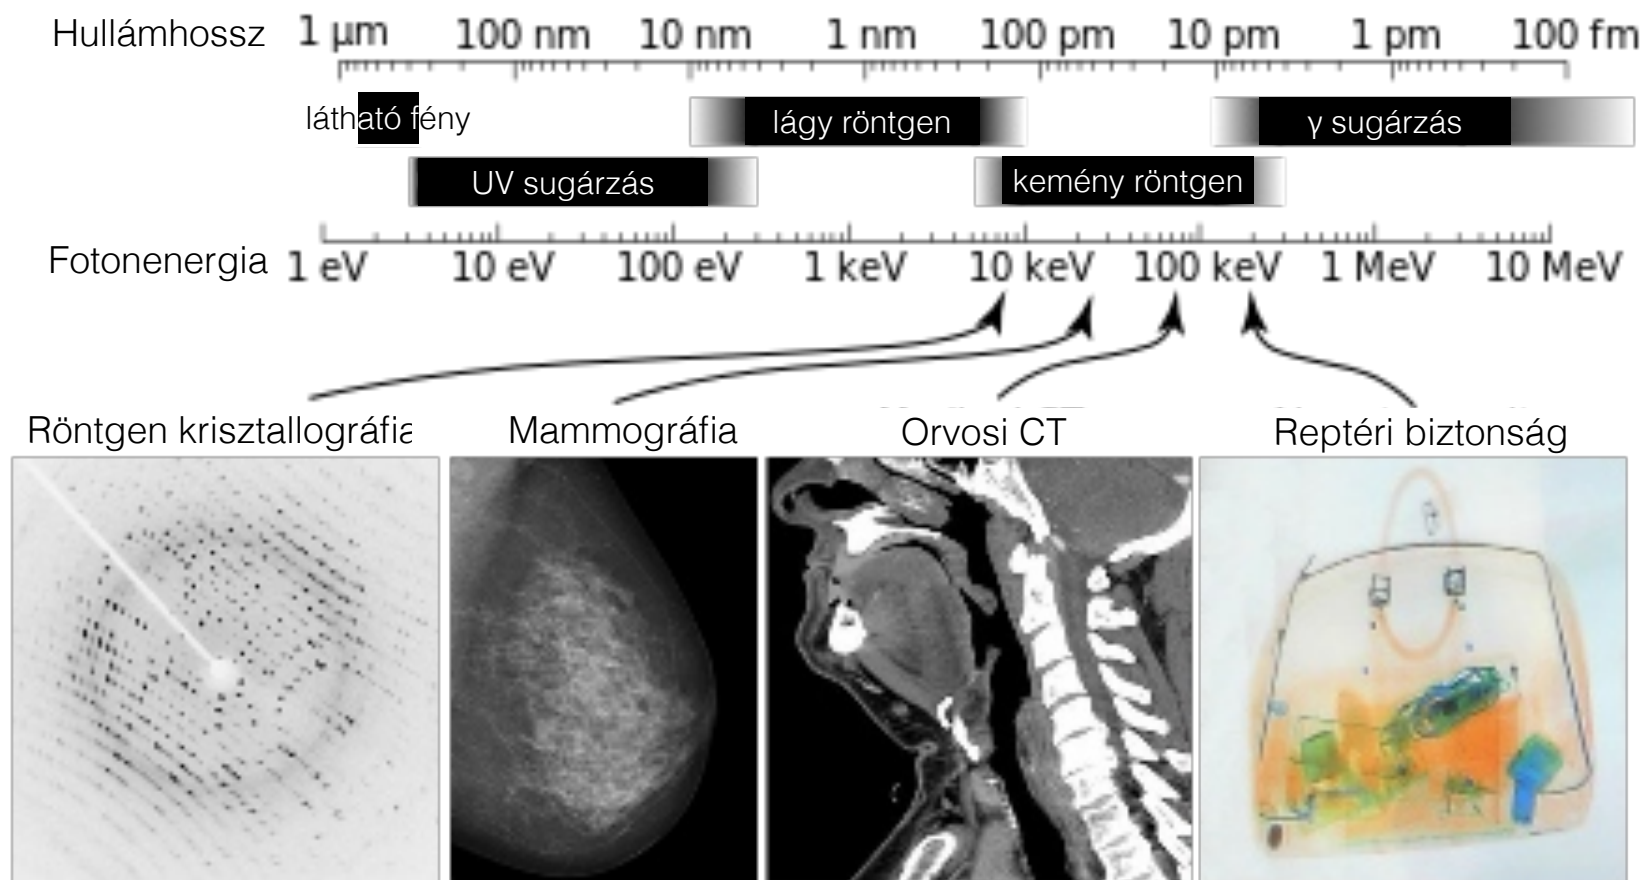 Hullámhossz 1 µm 100 nm 10 nm 1 nm 100 pm 10 pm 1 pm 100 fm
látható fény lágy röntgen γ sugárzás
UV sugárzás kemény röntgen
Fotonenergia 1 eV 10 eV 100 eV 1 keV 10 keV 100 keV 1 MeV 10 MeV
Röntgen krisztallográfia Mammográfia Orvosi CT Reptéri biztonság